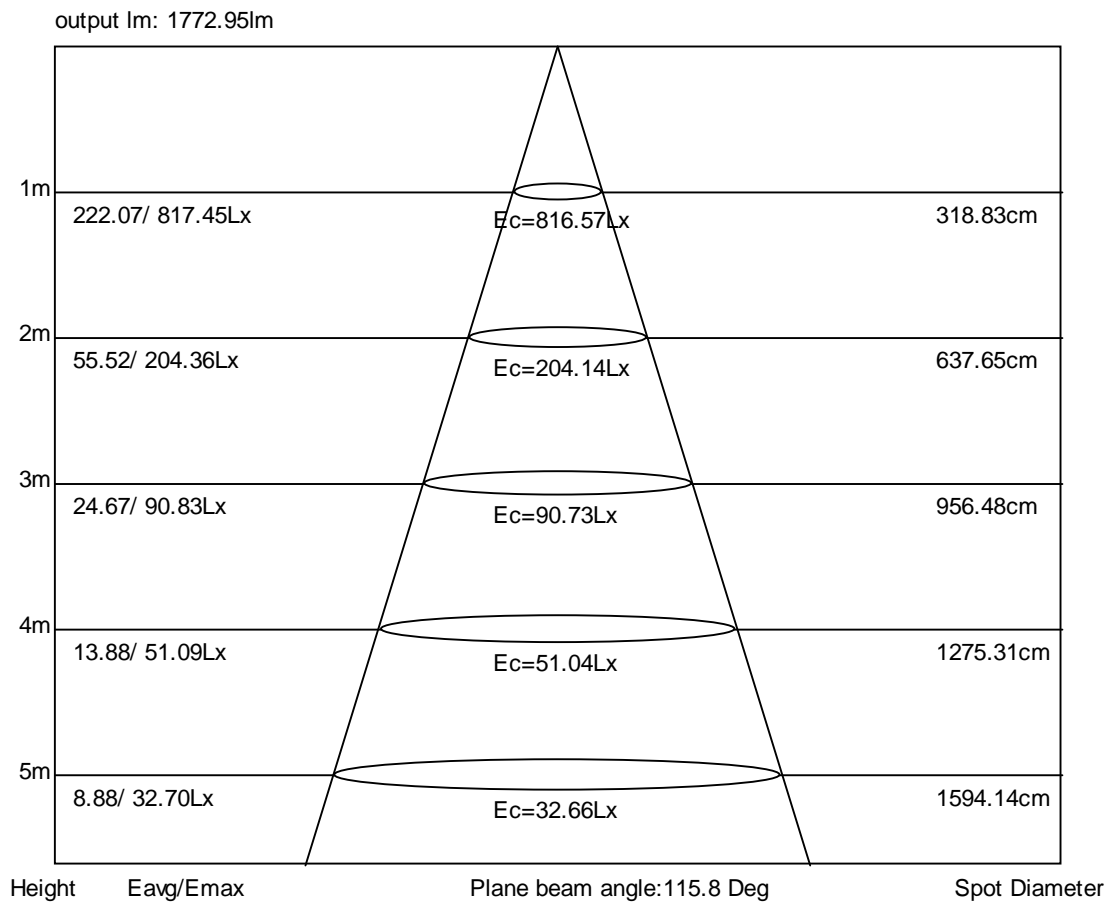 output lm: 1772.95lm
1m
222.07/ 817.45Lx
Ec=816.57Lx
318.83cm
2m
55.52/ 204.36Lx
Ec=204.14Lx
637.65cm
3m
24.67/ 90.83Lx
Ec=90.73Lx
956.48cm
4m
13.88/ 51.09Lx
Ec=51.04Lx
1275.31cm
5m
8.88/ 32.70Lx
Ec=32.66Lx
1594.14cm
Height Eavg/Emax Plane beam angle:115.8 Deg Spot Diameter